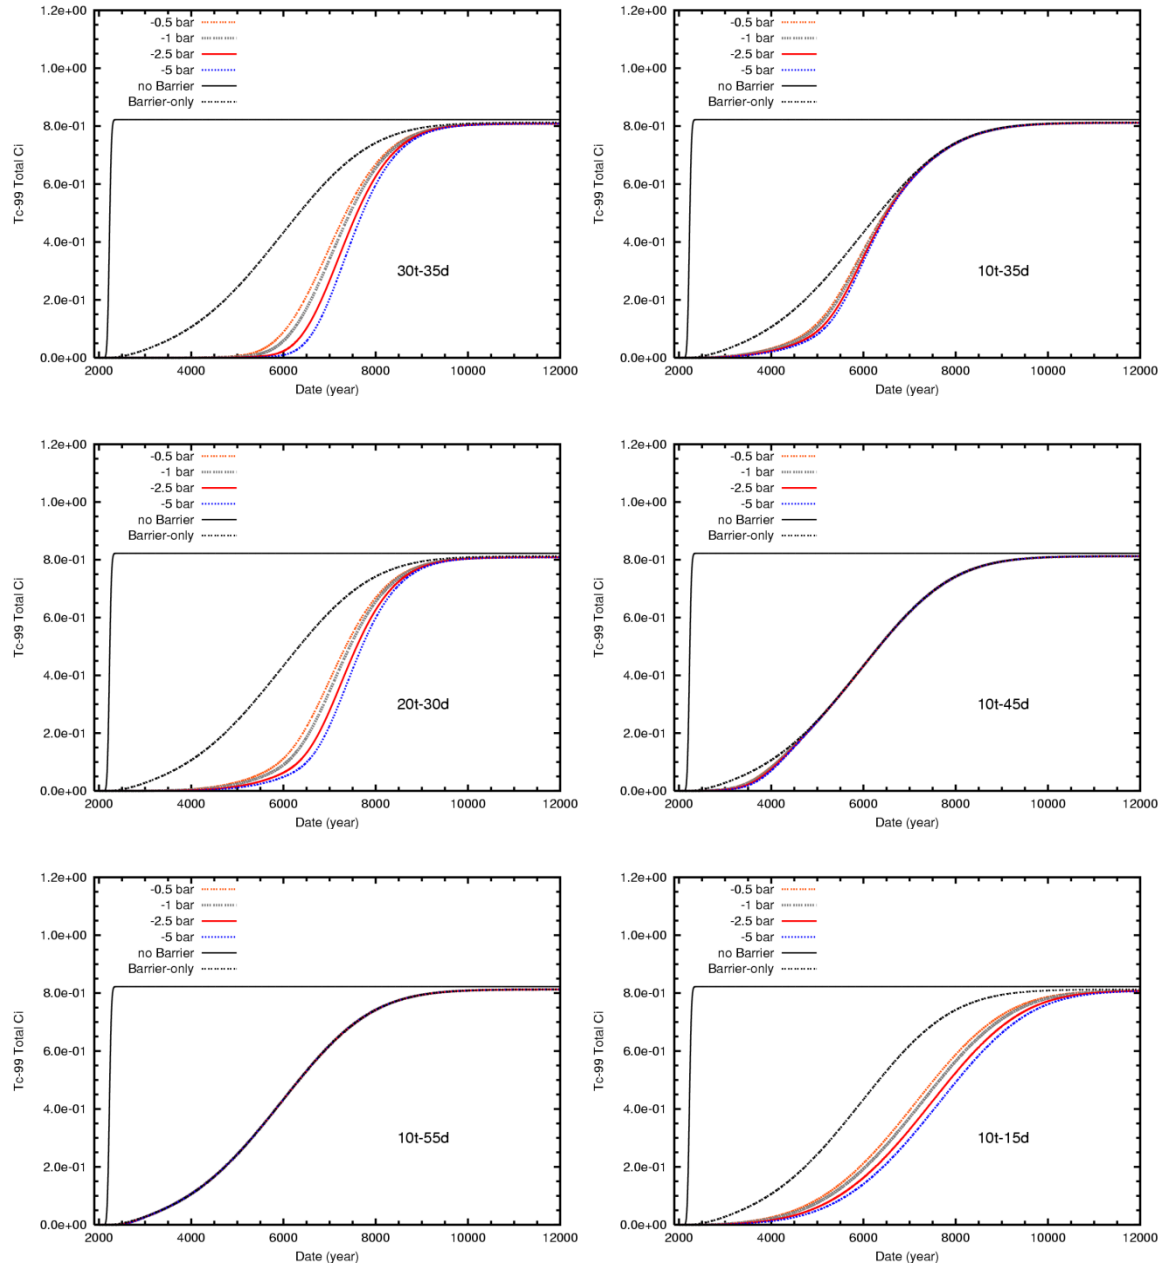 1.2e+00
1.0e+00
8.0e-01
6.0e-01
4.0e-01
2.0e-01
0.0e+00
Tc-99 Total Ci
-0.5 bar
-1 bar
-2.5 bar
-5 bar
no Barrier
Barrier-only
30t-35d
2000 4000 6000 8000 10000 12000
Date (year)
1.2e+00
1.0e+00
8.0e-01
6.0e-01
4.0e-01
2.0e-01
0.0e+00
Tc-99 Total Ci
-0.5 bar
-1 bar
-2.5 bar
-5 bar
no Barrier
Barrier-only
10t-35d
2000 4000 6000 8000 10000 12000
Date (year)
1.2e+00
1.0e+00
8.0e-01
6.0e-01
4.0e-01
2.0e-01
0.0e+00
Tc-99 Total Ci
-0.5 bar
-1 bar
-2.5 bar
-5 bar
no Barrier
Barrier-only
20t-30d
2000 4000 6000 8000 10000 12000
Date (year)
1.2e+00
1.0e+00
8.0e-01
6.0e-01
4.0e-01
2.0e-01
0.0e+00
Tc-99 Total Ci
-0.5 bar
-1 bar
-2.5 bar
-5 bar
no Barrier
Barrier-only
10t-45d
2000 4000 6000 8000 10000 12000
Date (year)
1.2e+00
1.0e+00
8.0e-01
6.0e-01
4.0e-01
2.0e-01
0.0e+00
Tc-99 Total Ci
-0.5 bar
-1 bar
-2.5 bar
-5 bar
no Barrier
Barrier-only
10t-55d
2000 4000 6000 8000 10000 12000
Date (year)
1.2e+00
1.0e+00
8.0e-01
6.0e-01
4.0e-01
2.0e-01
0.0e+00
Tc-99 Total Ci
-0.5 bar
-1 bar
-2.5 bar
-5 bar
no Barrier
Barrier-only
10t-15d
2000 4000 6000 8000 10000 12000
Date (year)